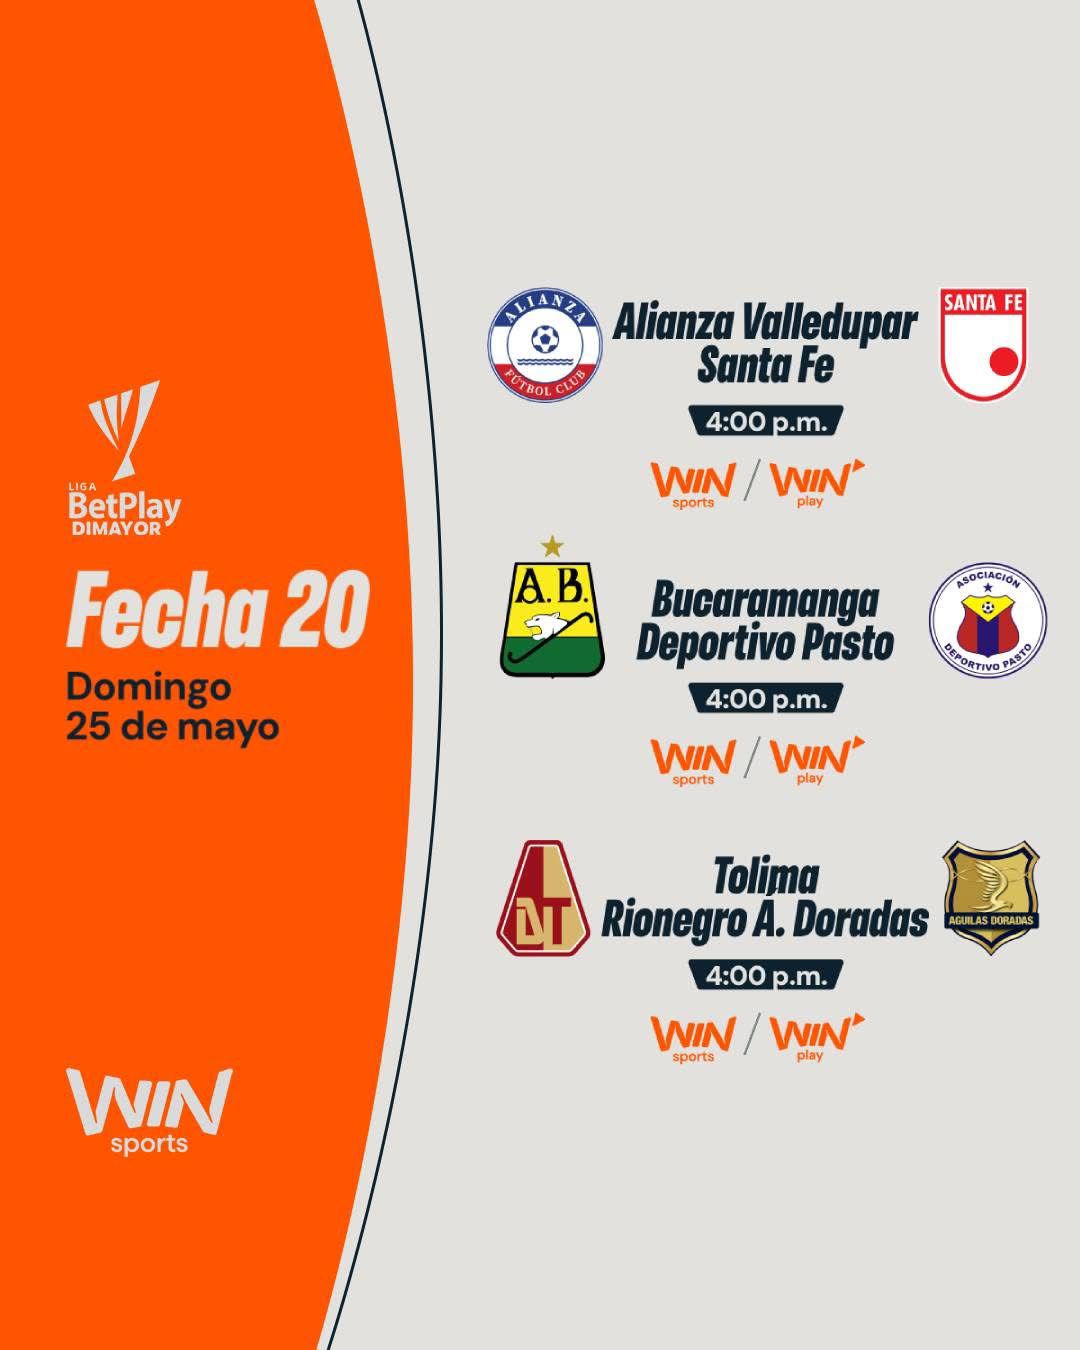 LIGA
BetPlay
DIMAYOR
Fecha 20
Domingo
25 de mayo
WIN
sports
ALIANZA
FÚTBOL CLUB
Alianza Valledupar
Santa Fe
SANTA FE
4:00 p.m.
WIN sports / WIN play
A.B.
Bucaramanga
Deportivo Pasto
ASOCIACIÓN
DEPORTIVO PASTO
4:00 p.m.
WIN sports / WIN play
DT
Tolima
Rionegro Á. Doradas
AGUILAS DORADAS
4:00 p.m.
WIN sports / WIN play